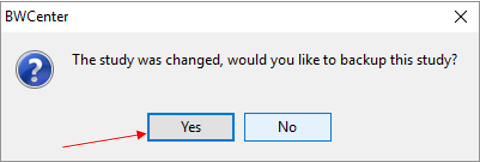 BWCenter
The study was changed, would you like to backup this study?
Yes No